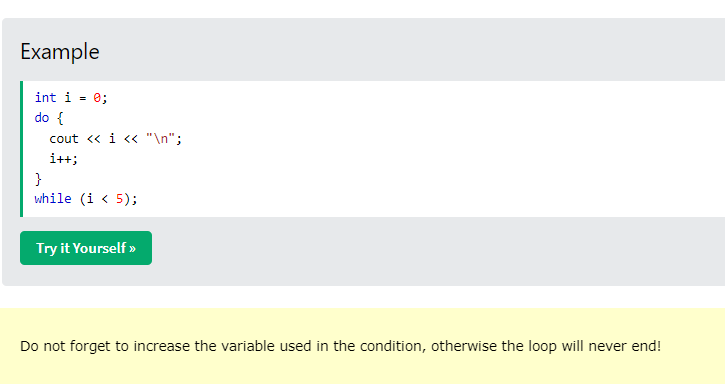 Example
int i = 0;
do {
  cout << i << "\n";
  i++;
}
while (i < 5);
Try it Yourself »
Do not forget to increase the variable used in the condition, otherwise the loop will never end!